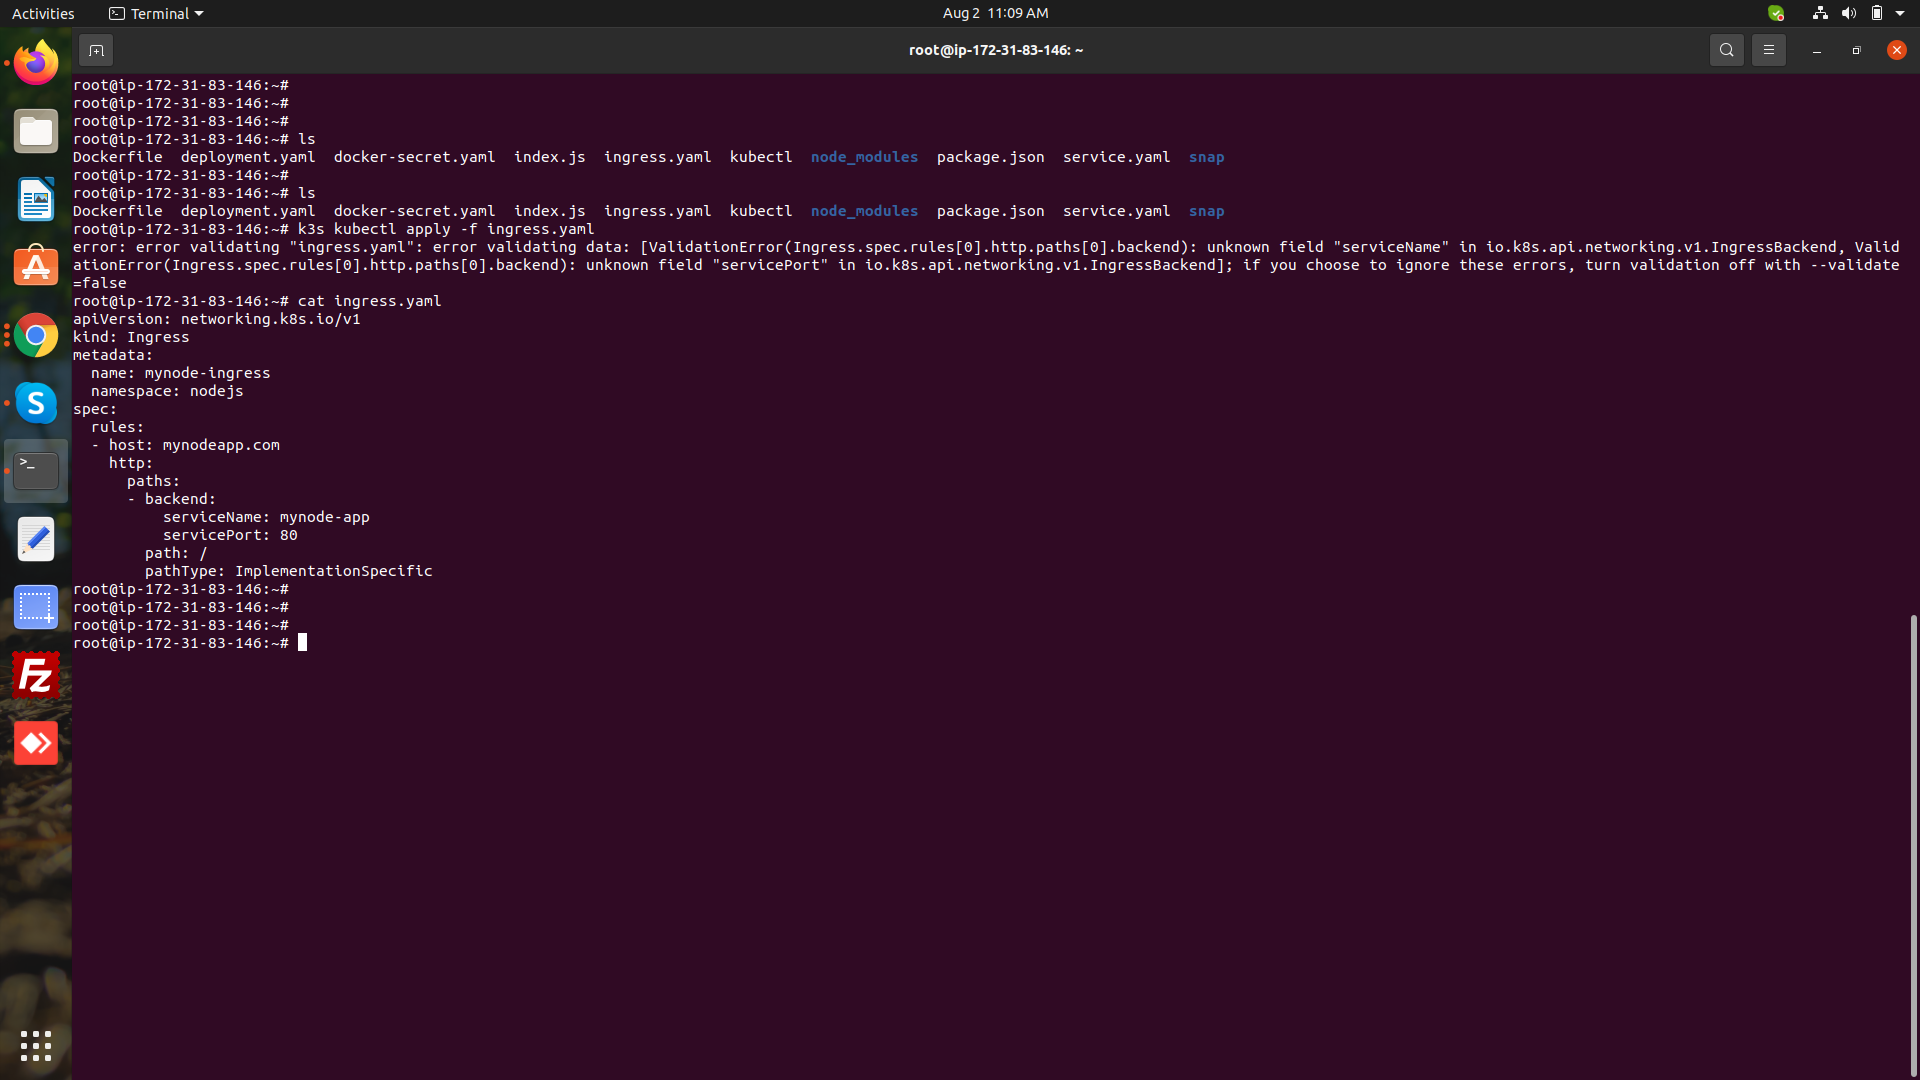 Activities Terminal Aug 2 11:09 AM
root@ip-172-31-83-146: ~
root@ip-172-31-83-146:~#
root@ip-172-31-83-146:~#
root@ip-172-31-83-146:~#
root@ip-172-31-83-146:~# ls
Dockerfile  deployment.yaml  docker-secret.yaml  index.js  ingress.yaml  kubectl  node_modules  package.json  service.yaml  snap
root@ip-172-31-83-146:~#
root@ip-172-31-83-146:~# ls
Dockerfile  deployment.yaml  docker-secret.yaml  index.js  ingress.yaml  kubectl  node_modules  package.json  service.yaml  snap
root@ip-172-31-83-146:~# k3s kubectl apply -f ingress.yaml
error: error validating "ingress.yaml": error validating data: [ValidationError(Ingress.spec.rules[0].http.paths[0].backend): unknown field "serviceName" in io.k8s.api.networking.v1.IngressBackend, Valid
ationError(Ingress.spec.rules[0].http.paths[0].backend): unknown field "servicePort" in io.k8s.api.networking.v1.IngressBackend]; if you choose to ignore these errors, turn validation off with --validate
=false
root@ip-172-31-83-146:~# cat ingress.yaml
apiVersion: networking.k8s.io/v1
kind: Ingress
metadata:
  name: mynode-ingress
  namespace: nodejs
spec:
  rules:
  - host: mynodeapp.com
    http:
      paths:
      - backend:
          serviceName: mynode-app
          servicePort: 80
        path: /
        pathType: ImplementationSpecific
root@ip-172-31-83-146:~#
root@ip-172-31-83-146:~#
root@ip-172-31-83-146:~#
root@ip-172-31-83-146:~#
S
>_
Fz